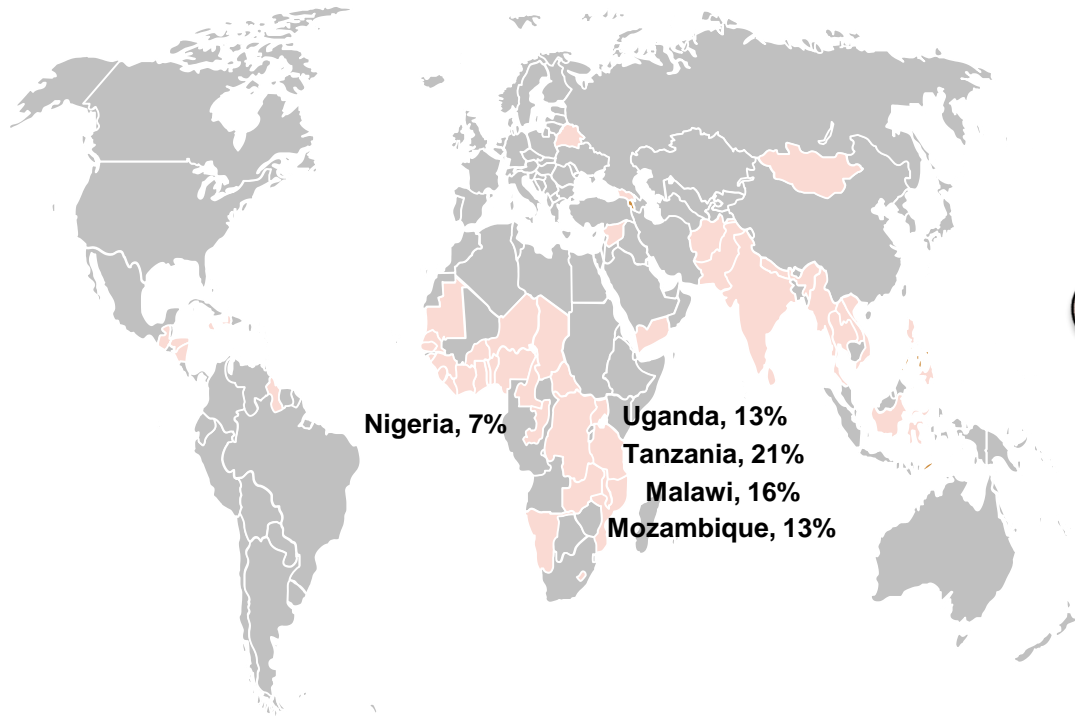 Nigeria, 7%
Uganda, 13%
Tanzania, 21%
Malawi, 16%
Mozambique, 13%